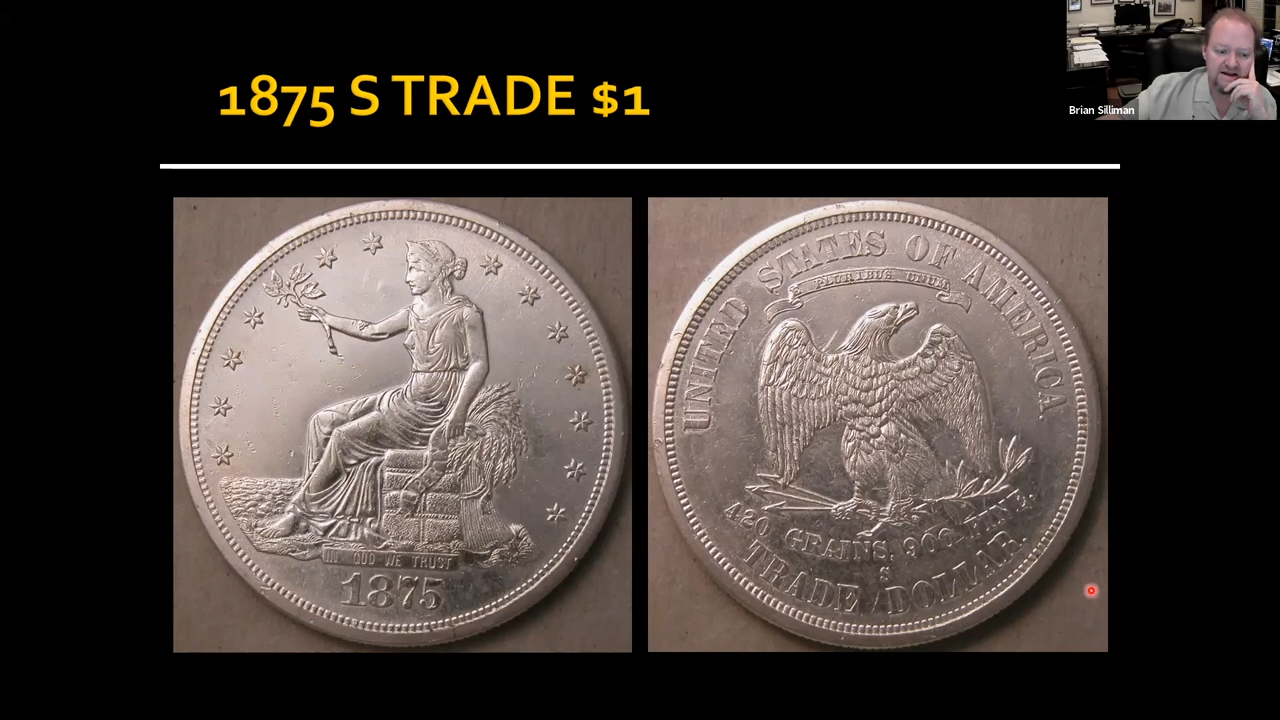 1875 S TRADE $1
Brian Silliman
IN GOD WE TRUST
1875
UNITED STATES OF AMERICA
E PLURIBUS UNUM
420 GRAINS, 900 FINE.
S
TRADE DOLLAR.